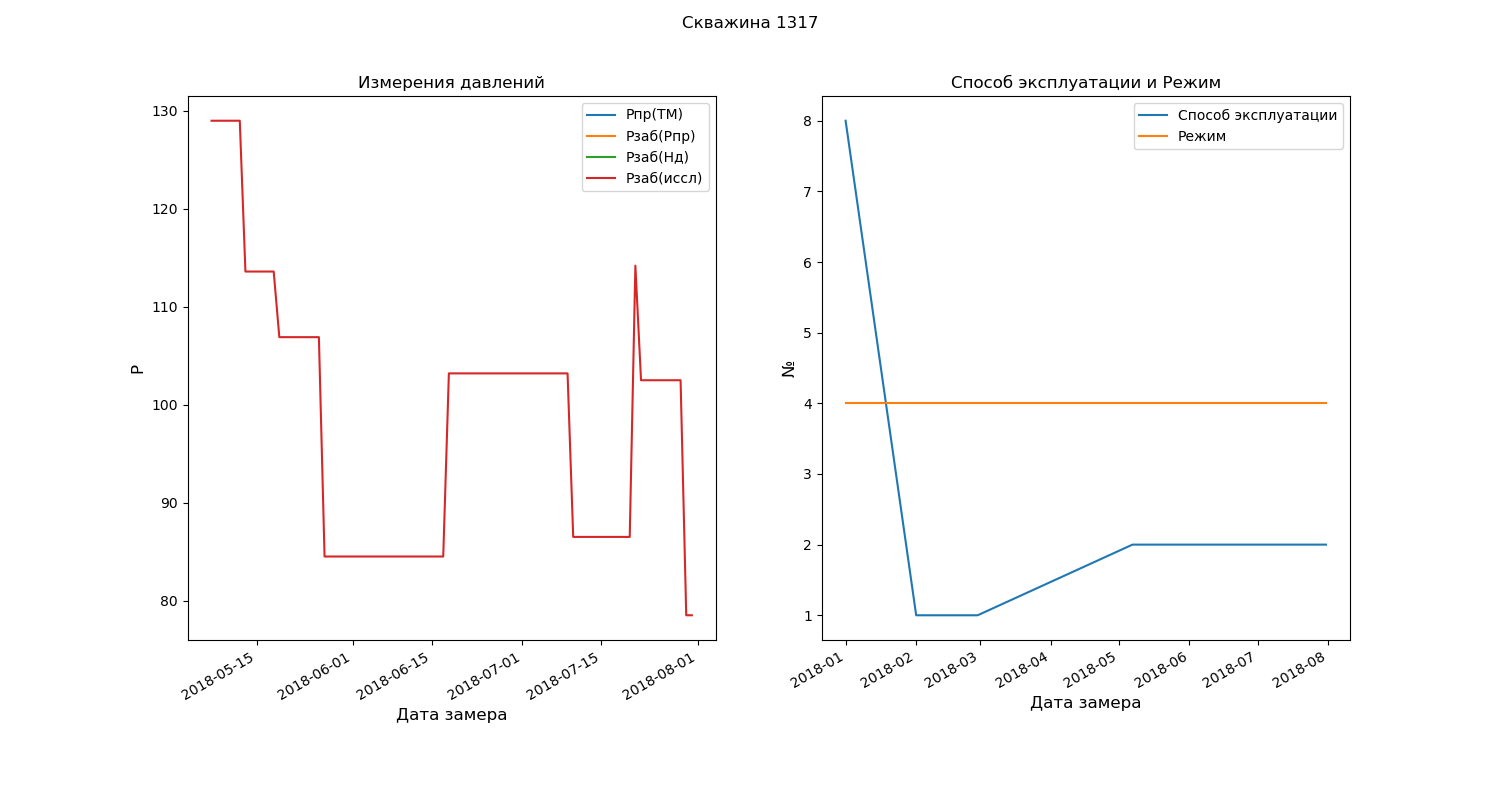 Скважина 1317
Измерения давлений
130
120
110
100
90
80
P
Рпр(ТМ)
Рзаб(Рпр)
Рзаб(Нд)
Рзаб(иссл)
2018-05-15
2018-06-01
2018-06-15
2018-07-01
2018-07-15
2018-08-01
Дата замера
Способ эксплуатации и Режим
8
7
6
5
4
3
2
1
№
Способ эксплуатации
Режим
2018-01
2018-02
2018-03
2018-04
2018-05
2018-06
2018-07
2018-08
Дата замера